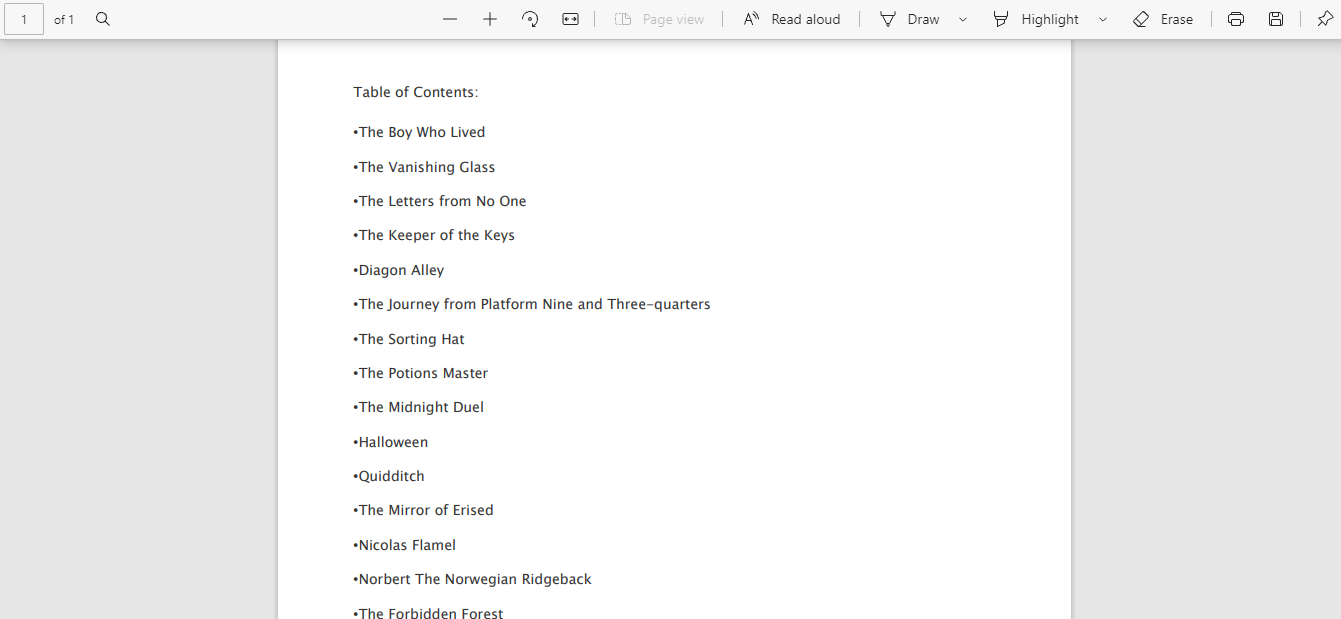 1 of 1 Page view Read aloud Draw Highlight Erase
Table of Contents:
•The Boy Who Lived
•The Vanishing Glass
•The Letters from No One
•The Keeper of the Keys
•Diagon Alley
•The Journey from Platform Nine and Three-quarters
•The Sorting Hat
•The Potions Master
•The Midnight Duel
•Halloween
•Quidditch
•The Mirror of Erised
•Nicolas Flamel
•Norbert The Norwegian Ridgeback
•The Forbidden Forest